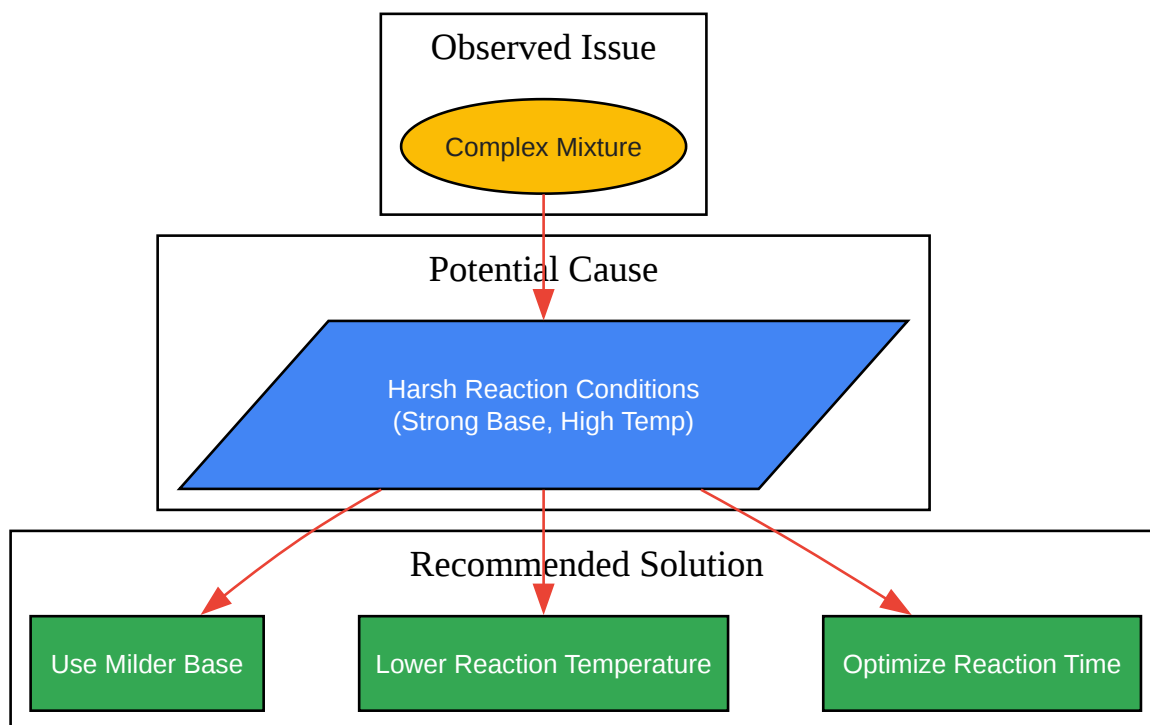 Observed Issue
Complex Mixture
Potential Cause
Harsh Reaction Conditions
(Strong Base, High Temp)
Recommended Solution
Use Milder Base
Lower Reaction Temperature
Optimize Reaction Time